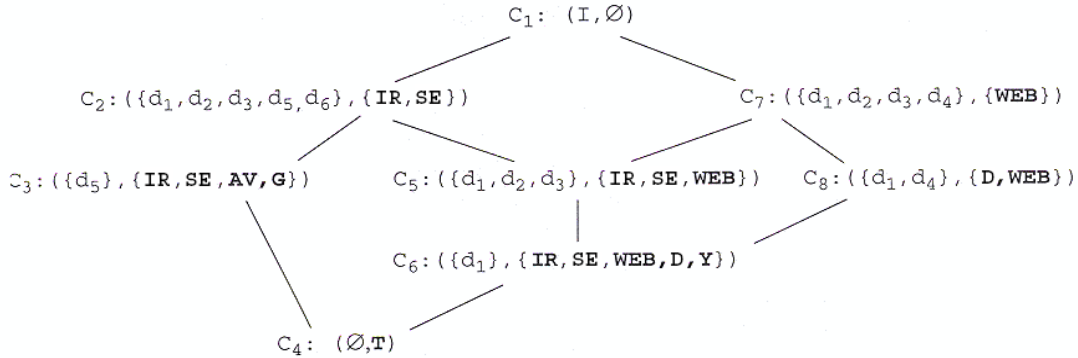 C₁: (I,∅)
C₂:({d₁,d₂,d₃,d₅,d₆},{IR,SE}) C₇:({d₁,d₂,d₃,d₄},{WEB})
C₃:({d₅},{IR,SE,AV,G}) C₅:({d₁,d₂,d₃},{IR,SE,WEB}) C₈:({d₁,d₄},{D,WEB})
C₆:({d₁},{IR,SE,WEB,D,Y})
C₄: (∅,T)